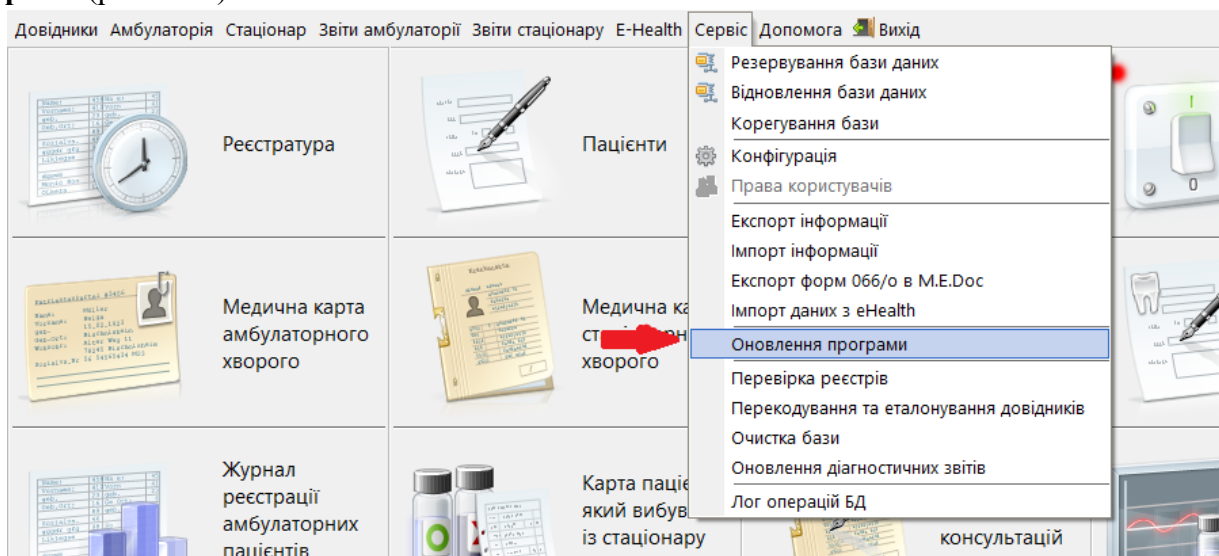 Довідники Амбулаторія Стаціонар Звіти амбулаторії Звіти стаціонару E-Health Сервіс Допомога Вихід
Резервування бази даних
Відновлення бази даних
Корегування бази
Конфігурація
Права користувачів
Експорт інформації
Імпорт інформації
Експорт форм 066/о в M.E.Doc
Імпорт даних з eHealth
Оновлення програми
Перевірка реєстрів
Перекодування та еталонування довідників
Очистка бази
Оновлення діагностичних звітів
Лог операцій БД
Реєстратура
Пацієнти
Медична карта
амбулаторного
хворого
Медична
хворого
Журнал
реєстрації
амбулаторних
пацієнтів
Карта
який
із стаціонару
консультацій